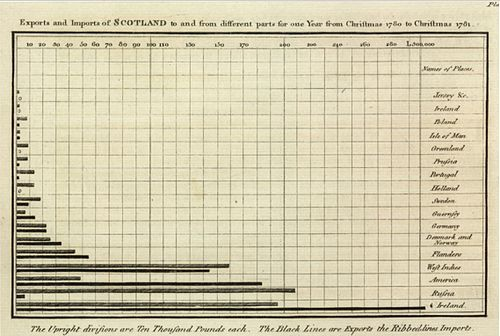 Pla
Exports and Imports of SCOTLAND to and from different parts for one Year from Christmas 1780 to Christmas 1781.
10 20 30 40 50 60 70 80 90 100 110 130 150 170 200 220 240 260 280 L300,000
Names of Places.
Jersey &c.
Iceland
Poland
Isle of Man
Greenland
Prussia
Portugal
Holland
Sweden
Guernsey
Germany
Denmark and
Norway
Flanders
West Indies
America
Russia
Ireland
The Upright divisions are Ten Thousand Pounds each. The Black Lines are Exports the Ribbed lines Imports.